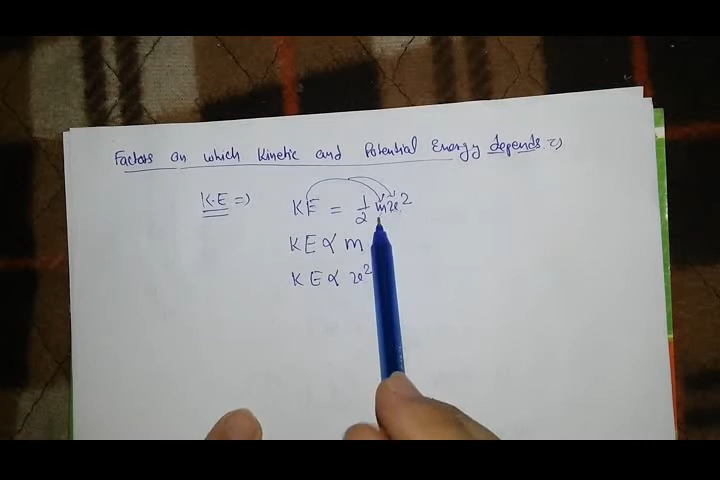 Factors on which Kinetic and Potential Energy depends. =)
K.E =) KE = 1/2 mv²
KE ∝ m
KE ∝ v²